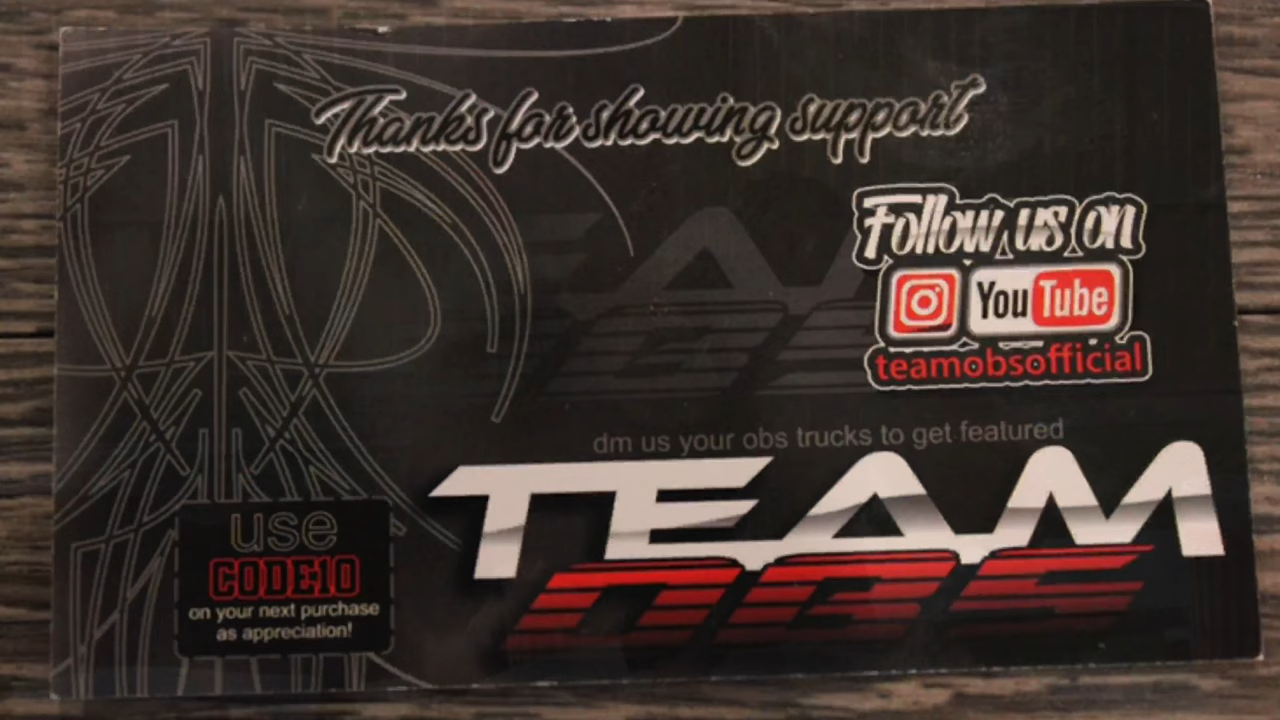 Thanks for showing support
Follow us on
YouTube
teamobsofficial
dm us your obs trucks to get featured
TEAM
OBS
use
CODE10
on your next purchase
as appreciation!